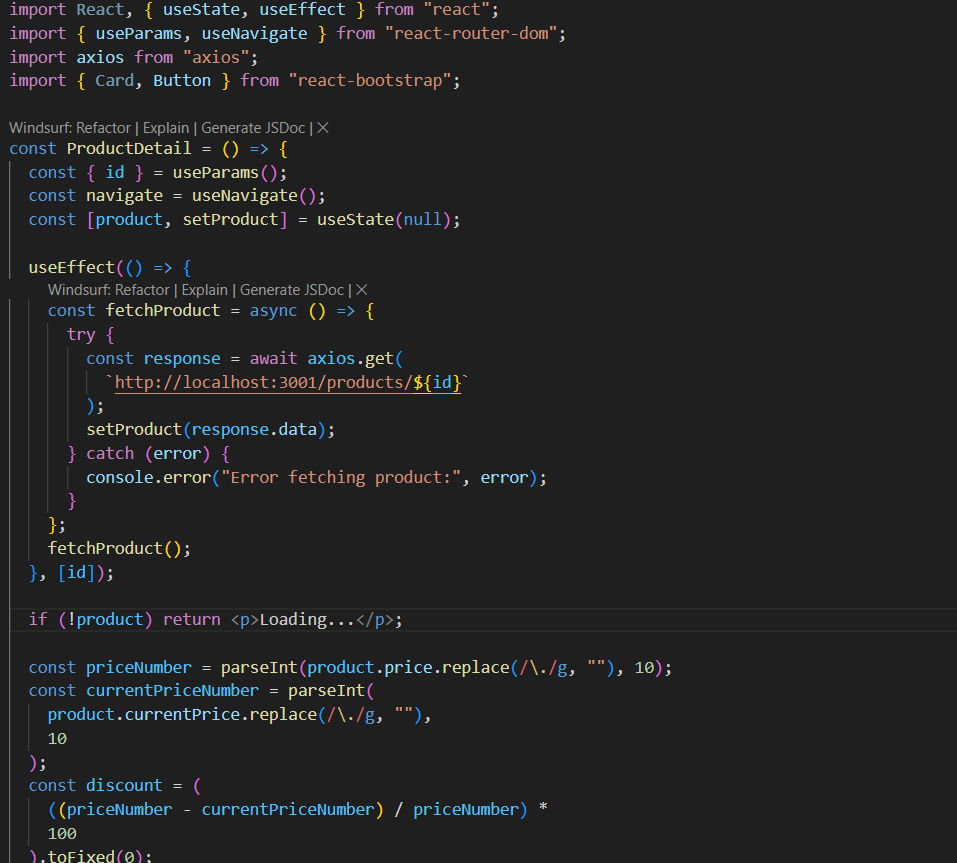 import React, { useState, useEffect } from "react";
import { useParams, useNavigate } from "react-router-dom";
import axios from "axios";
import { Card, Button } from "react-bootstrap";
Windsurf: Refactor | Explain | Generate JSDoc | ×
const ProductDetail = () => {
  const { id } = useParams();
  const navigate = useNavigate();
  const [product, setProduct] = useState(null);
  useEffect(() => {
    Windsurf: Refactor | Explain | Generate JSDoc | ×
    const fetchProduct = async () => {
      try {
        const response = await axios.get(
          `http://localhost:3001/products/${id}`
        );
        setProduct(response.data);
      } catch (error) {
        console.error("Error fetching product:", error);
      }
    };
    fetchProduct();
  }, [id]);
  if (!product) return <p>Loading...</p>;
  const priceNumber = parseInt(product.price.replace(/\./g, ""), 10);
  const currentPriceNumber = parseInt(
    product.currentPrice.replace(/\./g, ""),
    10
  );
  const discount = (
    ((priceNumber - currentPriceNumber) / priceNumber) *
    100
  ).toFixed(0);